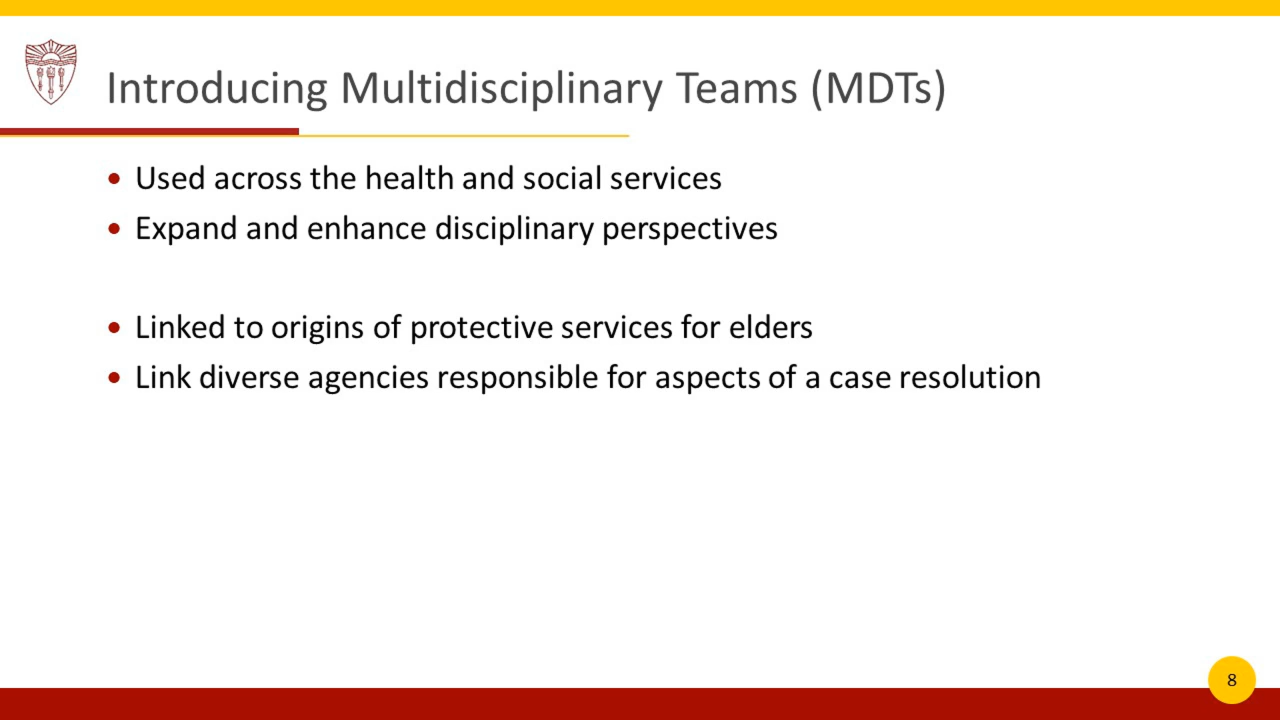 Introducing Multidisciplinary Teams (MDTs)
• Used across the health and social services
• Expand and enhance disciplinary perspectives
• Linked to origins of protective services for elders
• Link diverse agencies responsible for aspects of a case resolution
8